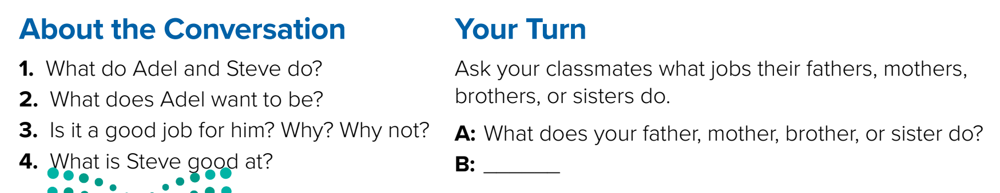 About the Conversation
1. What do Adel and Steve do?
2. What does Adel want to be?
3. Is it a good job for him? Why? Why not?
4. What is Steve good at?
Your Turn
Ask your classmates what jobs their fathers, mothers,
brothers, or sisters do.
A: What does your father, mother, brother, or sister do?
B: ______